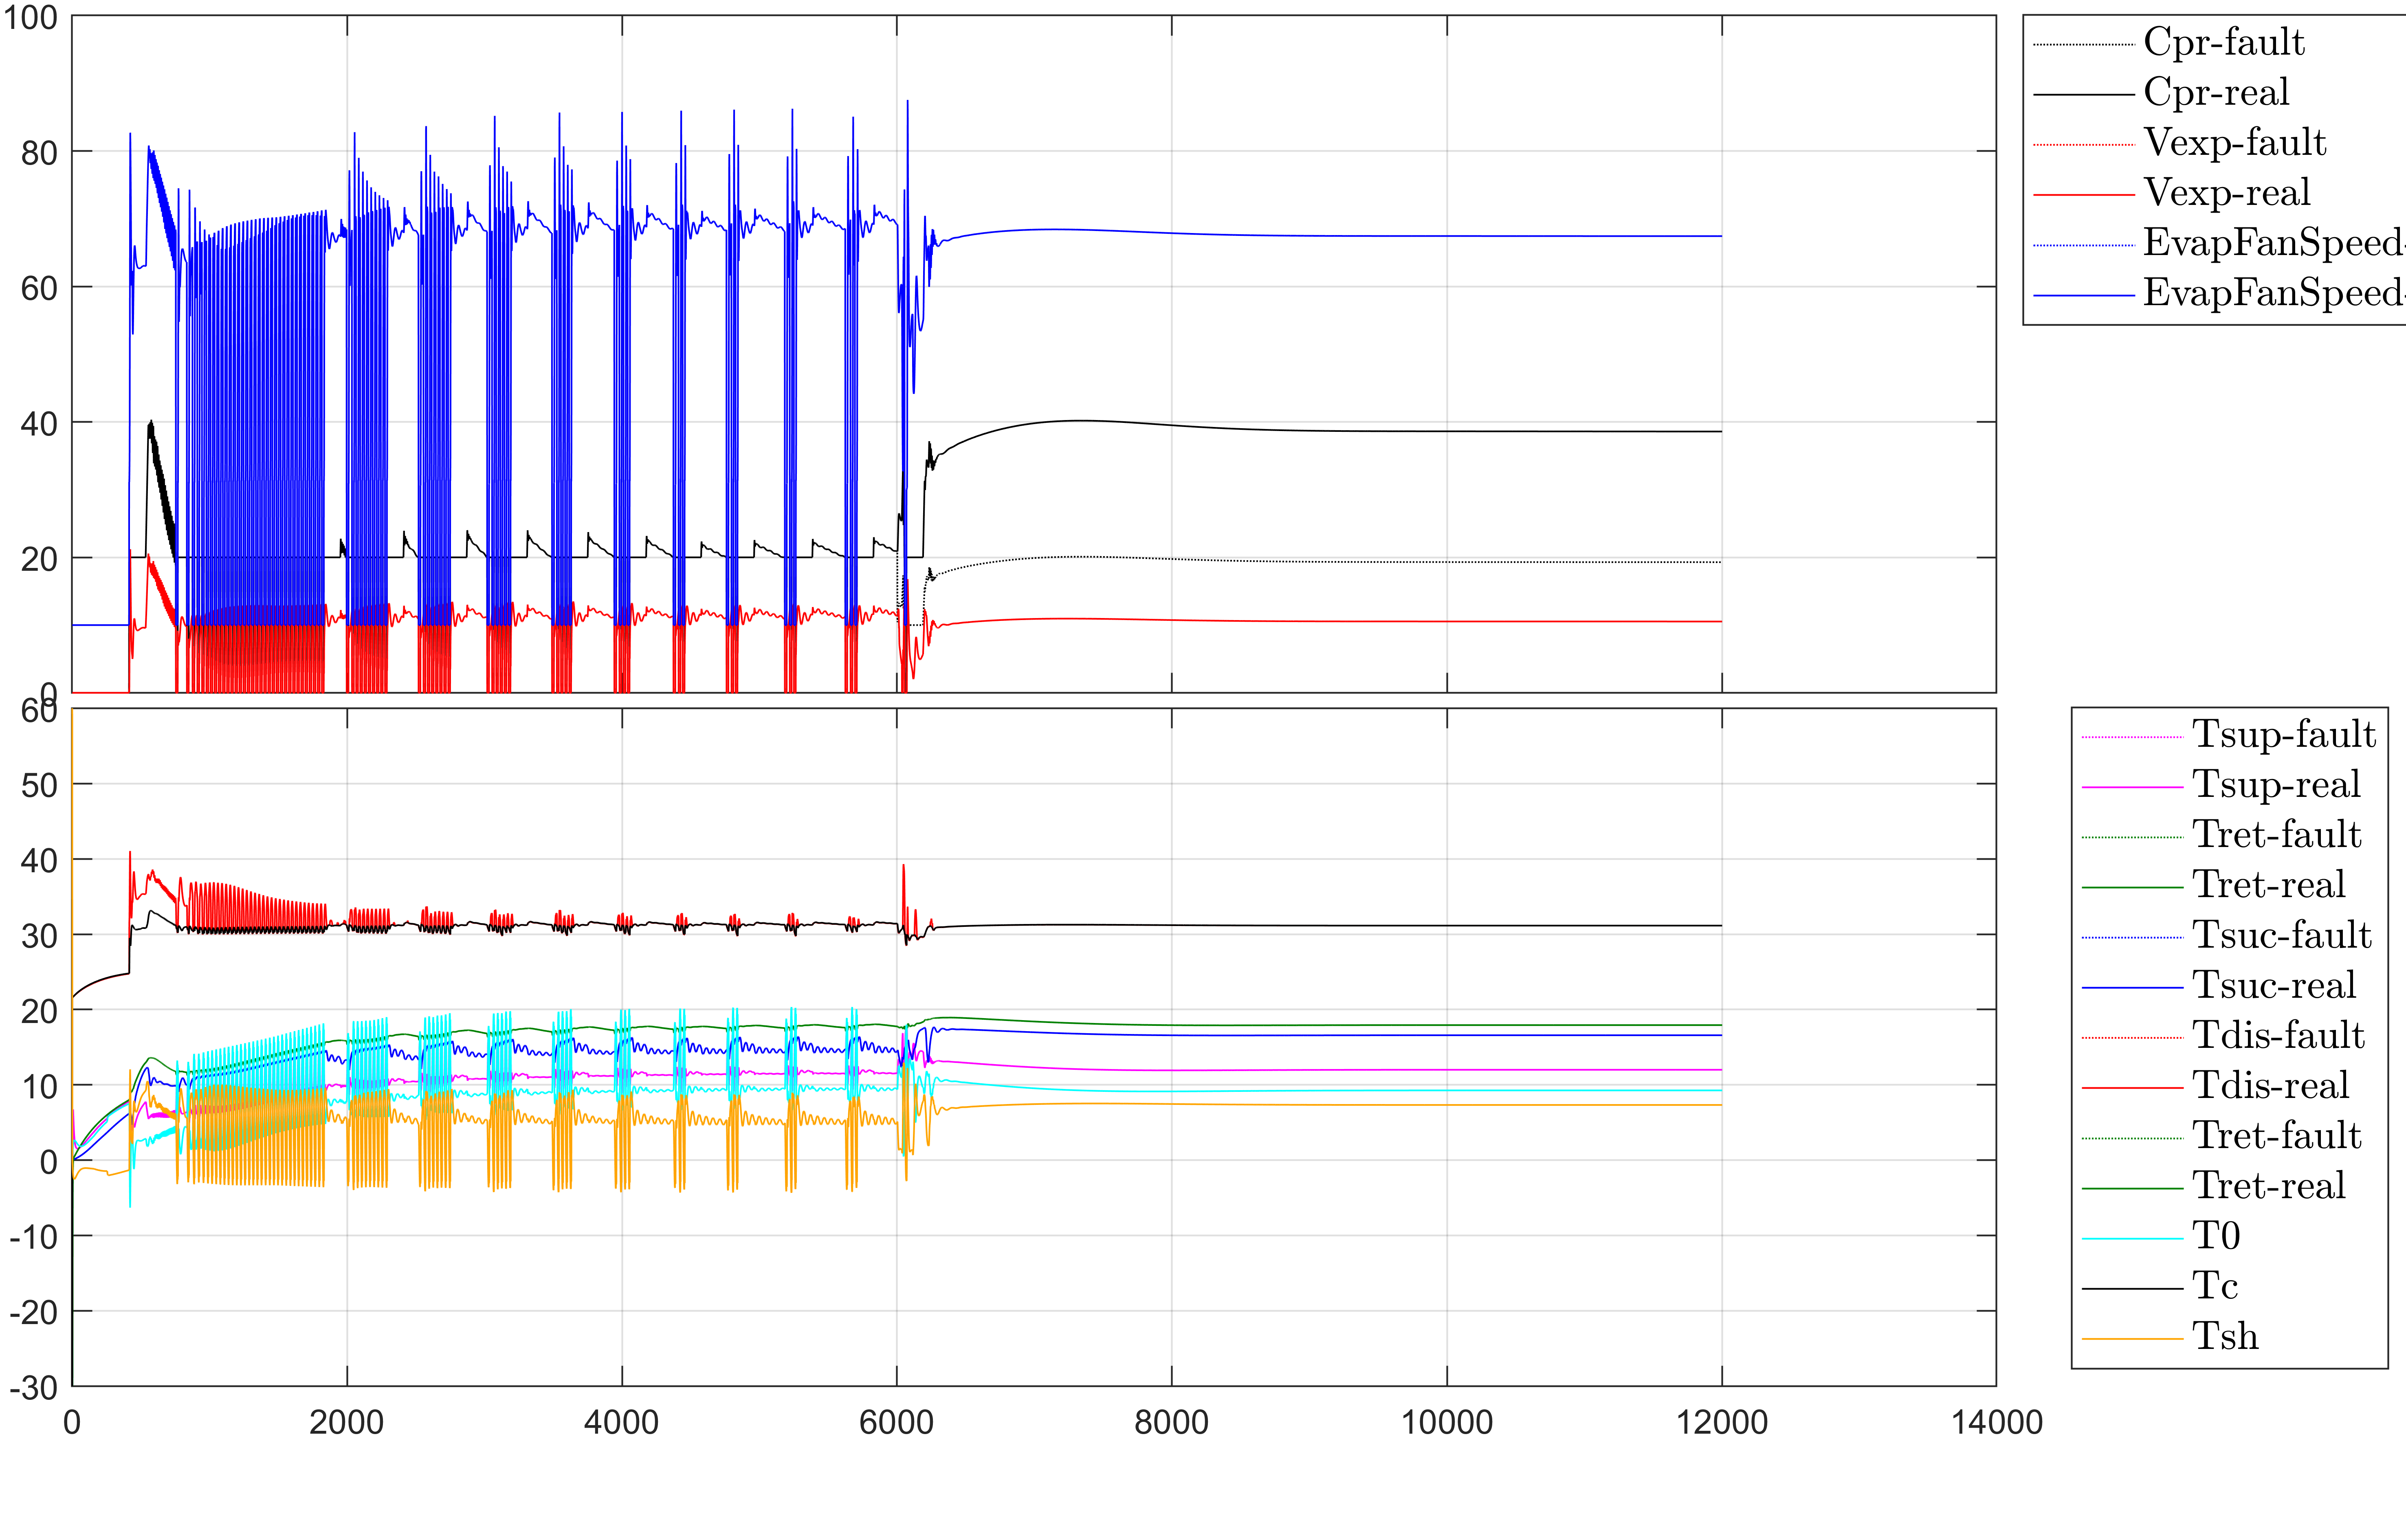 100
80
60
40
20
0
Cpr-fault
Cpr-real
Vexp-fault
Vexp-real
EvapFanSpeed-
EvapFanSpeed-
60
50
40
30
20
10
0
-10
-20
-30
0 2000 4000 6000 8000 10000 12000 14000
Tsup-fault
Tsup-real
Tret-fault
Tret-real
Tsuc-fault
Tsuc-real
Tdis-fault
Tdis-real
Tret-fault
Tret-real
T0
Tc
Tsh